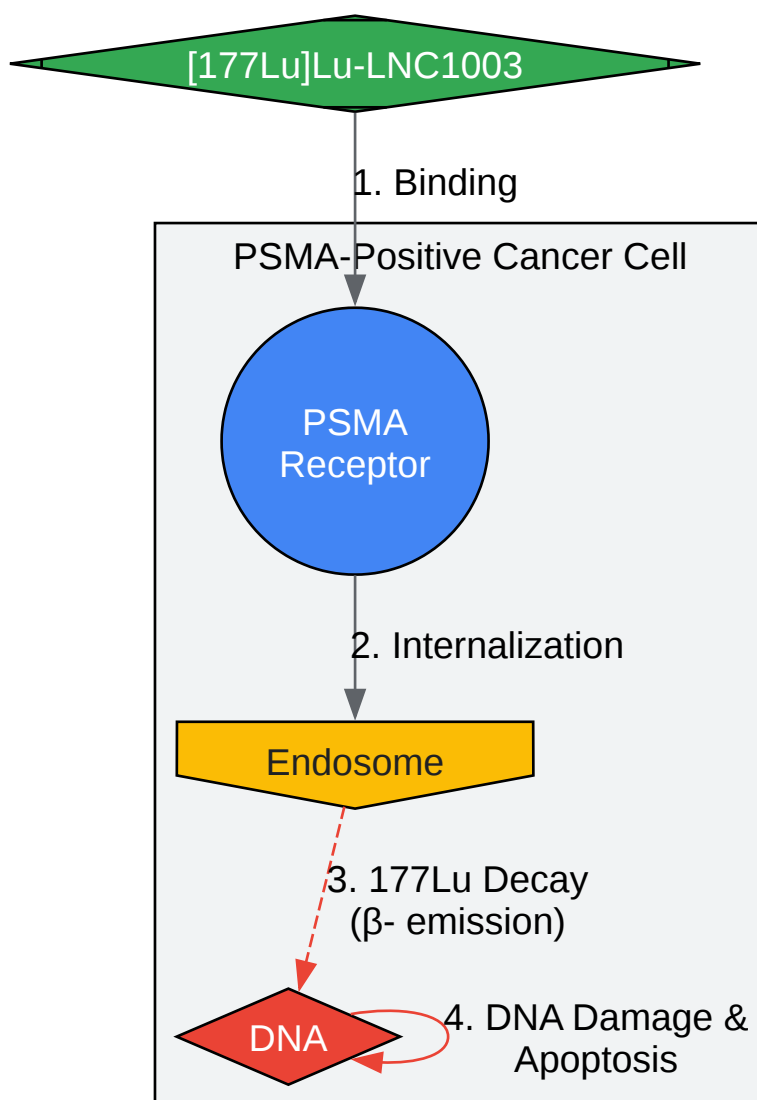 [177Lu]Lu-LNC1003
1. Binding
PSMA-Positive Cancer Cell
PSMA
Receptor
2. Internalization
Endosome
3. 177Lu Decay
(β- emission)
DNA
4. DNA Damage &
Apoptosis